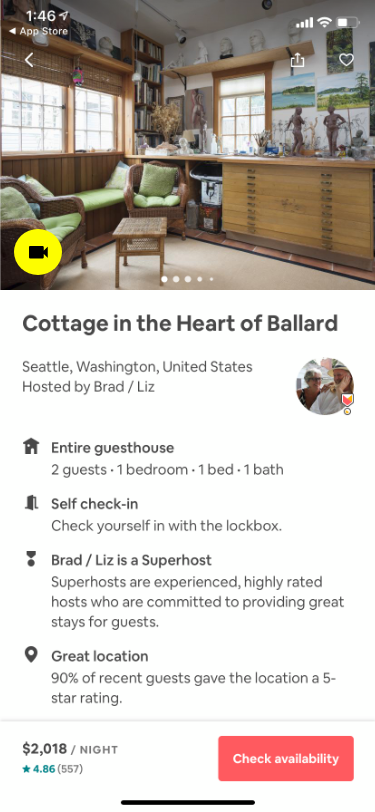 1:46
◀ App Store
Cottage in the Heart of Ballard
Seattle, Washington, United States
Hosted by Brad / Liz
Entire guesthouse
2 guests · 1 bedroom · 1 bed · 1 bath
Self check-in
Check yourself in with the lockbox.
Brad / Liz is a Superhost
Superhosts are experienced, highly rated
hosts who are committed to providing great
stays for guests.
Great location
90% of recent guests gave the location a 5-
star rating.
$2,018 / NIGHT
★ 4.86 (557)
Check availability